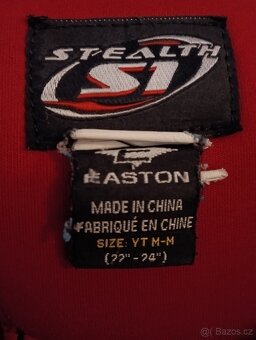 STEALTH
S1
EASTON
MADE IN CHINA
FABRIQUÉ EN CHINE
SIZE: YT M-M
(22" - 24")
Bazos.cz